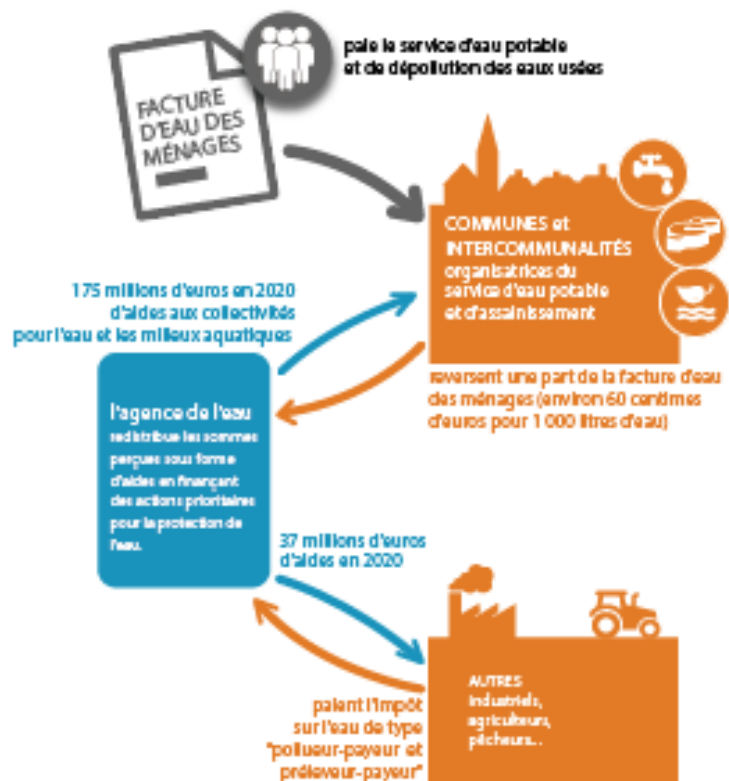 paie le service d'eau potable
et de dépollution des eaux usées
FACTURE
D'EAU DES
MÉNAGES
COMMUNES et
INTERCOMMUNALITÉS
organisatrices du
service d'eau potable
et d'assainissement
175 millions d'euros en 2020
d'aides aux collectivités
pour l'eau et les milieux aquatiques
reversent une part de la facture d'eau
des ménages (environ 60 centimes
d'euros pour 1 000 litres d'eau)
l'agence de l'eau
redistribue les sommes
perçues sous forme
d'aides en finançant
des actions prioritaires
pour la protection de
l'eau.
37 millions d'euros
d'aides en 2020
AUTRES
industriels,
agriculteurs,
pêcheurs...
paient l'impôt
sur l'eau de type
"pollueur-payeur et
préleveur-payeur"